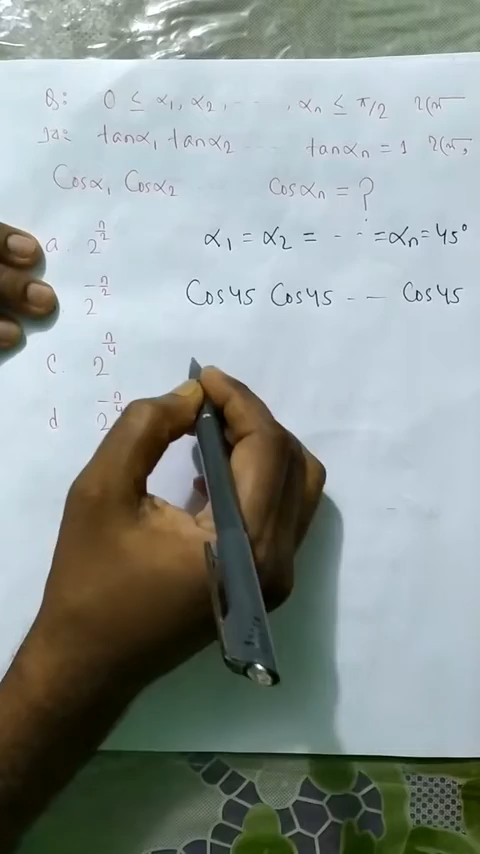 Q: 0 ≤ α₁, α₂, ..., αₙ ≤ π/2
tanα₁ tanα₂ ... tanαₙ = 1
Cosα₁ Cosα₂ cosαₙ = ?
a. 2^{n/2}
α₁ = α₂ = --- = αₙ = 45°
2^{-n/2}
Cos45 Cos45 --- Cos45
c. 2^{n/4}
d 2^{-n/4}